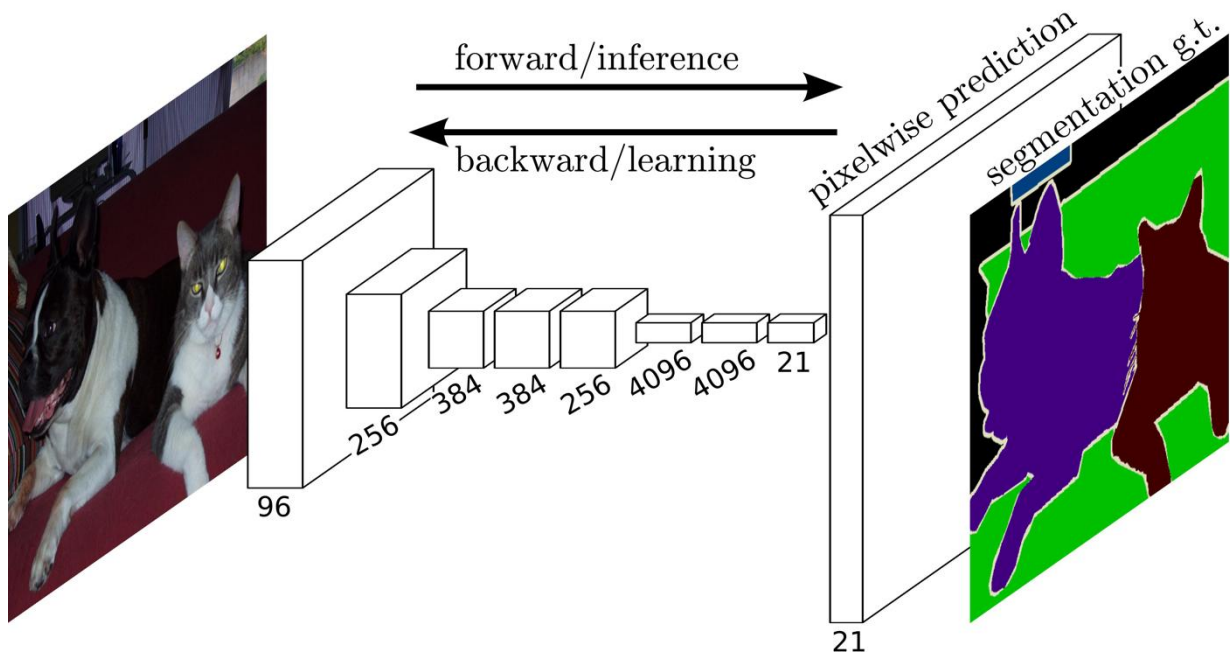 forward/inference
backward/learning
pixelwise prediction
segmentation g.t.
96
256
384
384
256
4096
4096
21
21